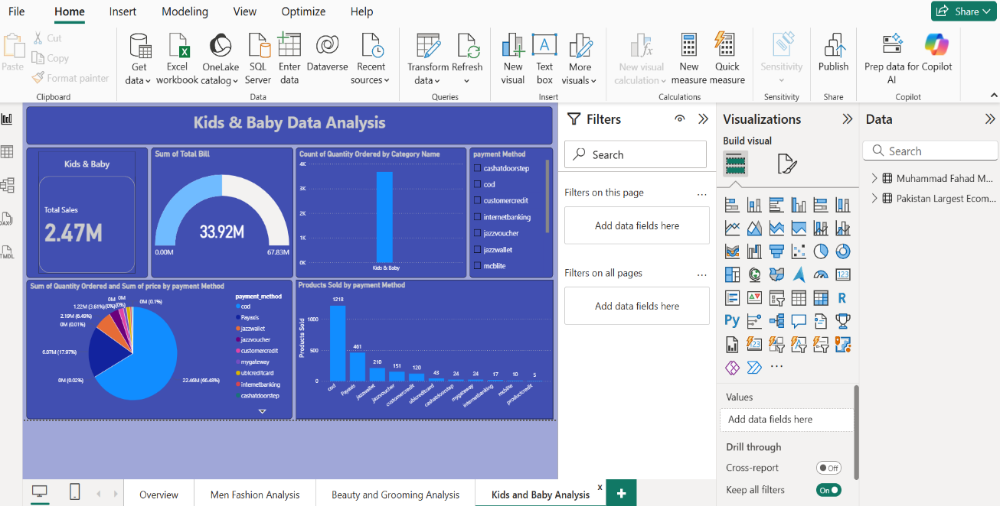 File Home Insert Modeling View Optimize Help Share
Paste Cut
Copy
Format painter
Clipboard
Get data
Excel workbook
OneLake catalog
SQL Server
Enter data
Dataverse
Recent sources
Data
Transform data
Refresh
Queries
New visual
Text box
More visuals
Insert
New visual calculation
New measure
Quick measure
Calculations
Sensitivity
Sensitivity
Publish
Share
Prep data for AI
Copilot
Copilot
DAX
TMDL
Kids & Baby Data Analysis
Kids & Baby
Total Sales
2.47M
Sum of Total Bill
33.92M
0.00M 67.83M
Count of Quantity Ordered by Category Name
4K
3K
2K
1K
0K
Kids & Baby
payment Method
cashatdoorstep
cod
customercredit
internetbanking
jazzvoucher
jazzwallet
mcblite
Sum of Quantity Ordered and Sum of price by payment Method
0M 0M
(0%) (0%)
0M (0.1%)
1.22M (3.61%)
2.19M (6.49%)
0M (0.01%)
6.07M (17.97%)
0M (0.02%)
22.46M (66.48%)
payment_method
cod
Payaxis
jazzwallet
jazzvoucher
customercredit
mygateway
ublcreditcard
internetbanking
cashatdoorstep
Products Sold by payment Method
Products Sold
1000
500
0
1218 461 210 151 120 43 24 24 17 10 5
cod Payaxis jazzwallet jazzvoucher customercredit ublcreditcard cashatdoorstep mygateway internetbanking mcblite productcredit
Filters
Search
Filters on this page ...
Add data fields here
Filters on all pages ...
Add data fields here
Visualizations
Build visual
123
R
Py
123
...
Values
Add data fields here
Drill through
Cross-report Off
Keep all filters On
Data
Search
Muhammad Fahad M...
Pakistan Largest Ecom...
Overview Men Fashion Analysis Beauty and Grooming Analysis Kids and Baby Analysis x +